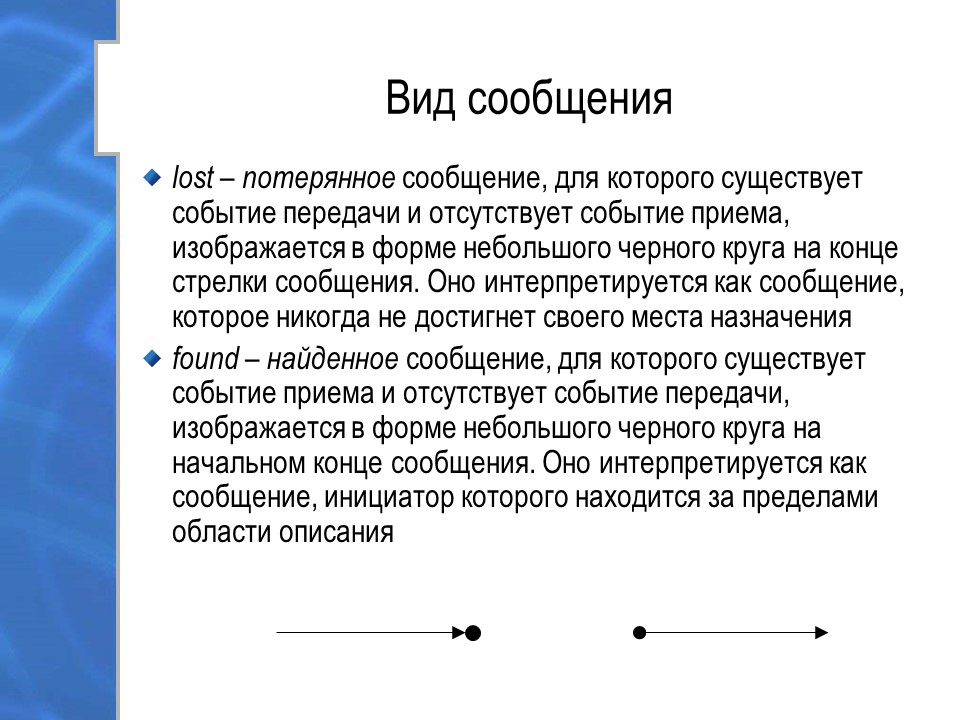 Вид сообщения
lost – потерянное сообщение, для которого существует
событие передачи и отсутствует событие приема,
изображается в форме небольшого черного круга на конце
стрелки сообщения. Оно интерпретируется как сообщение,
которое никогда не достигнет своего места назначения
found – найденное сообщение, для которого существует
событие приема и отсутствует событие передачи,
изображается в форме небольшого черного круга на
начальном конце сообщения. Оно интерпретируется как
сообщение, инициатор которого находится за пределами
области описания